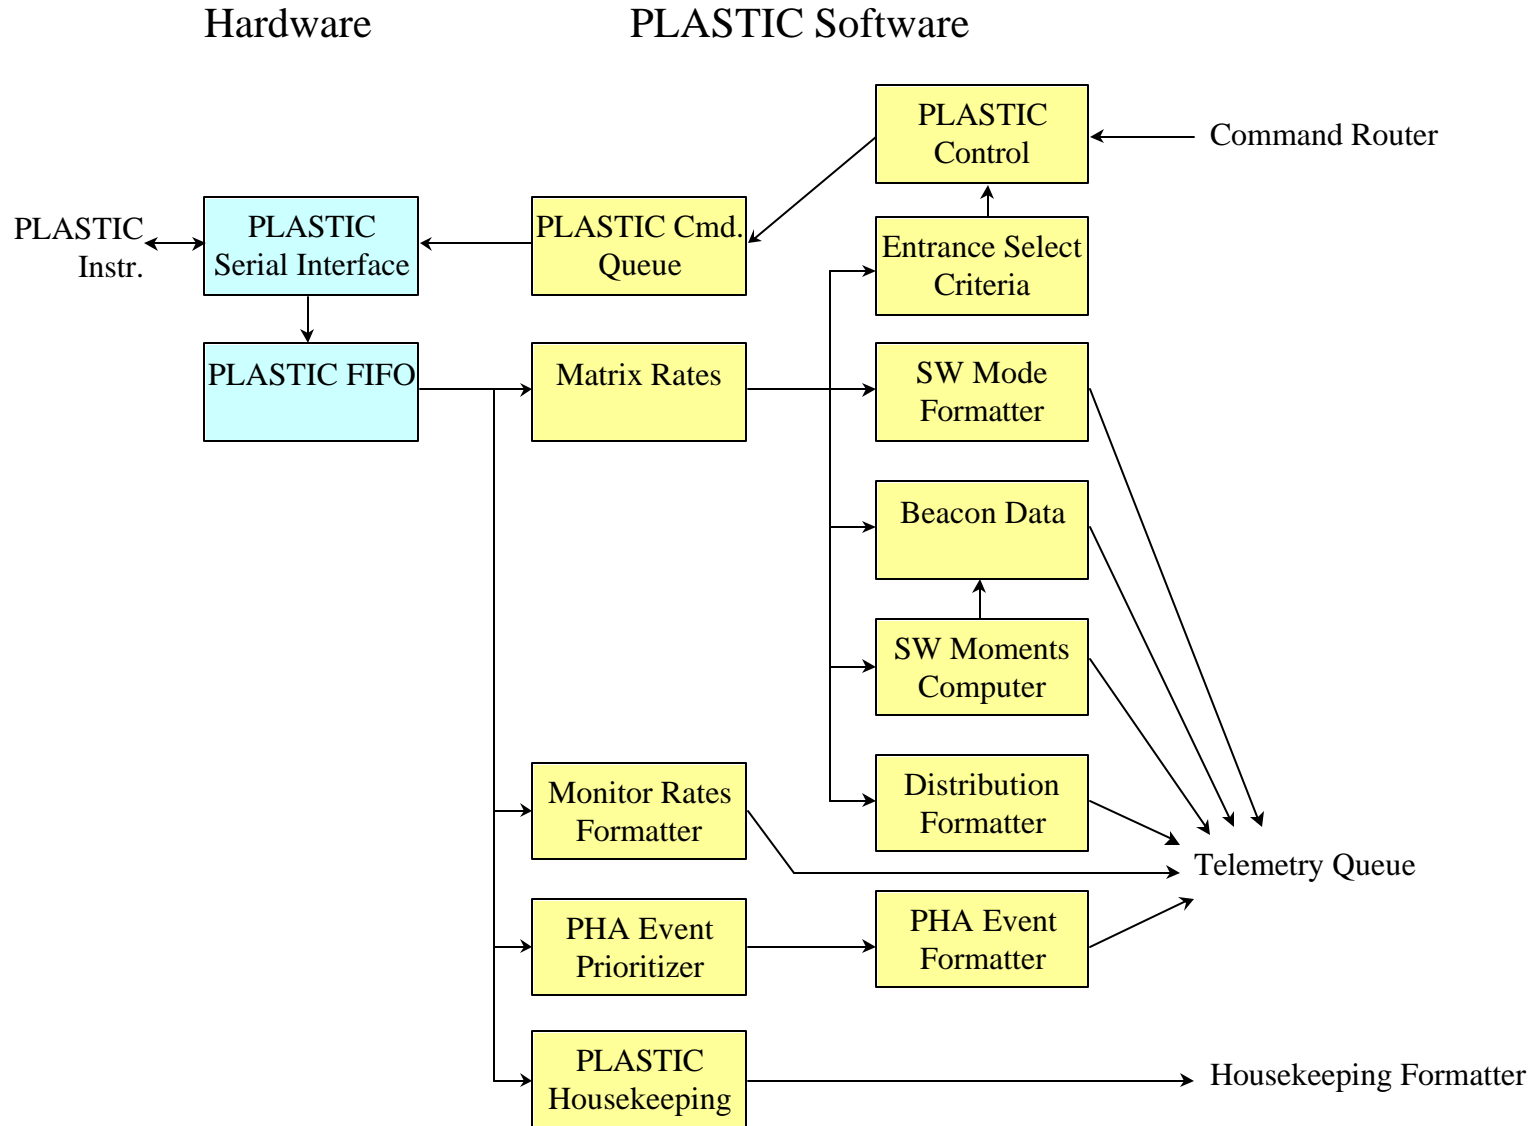 Hardware
PLASTIC Software
PLASTIC
Control
Command Router
PLASTIC
Instr.
PLASTIC
Serial Interface
PLASTIC Cmd.
Queue
Entrance Select
Criteria
PLASTIC FIFO
Matrix Rates
SW Mode
Formatter
Beacon Data
SW Moments
Computer
Monitor Rates
Formatter
Distribution
Formatter
Telemetry Queue
PHA Event
Prioritizer
PHA Event
Formatter
PLASTIC
Housekeeping
Housekeeping Formatter